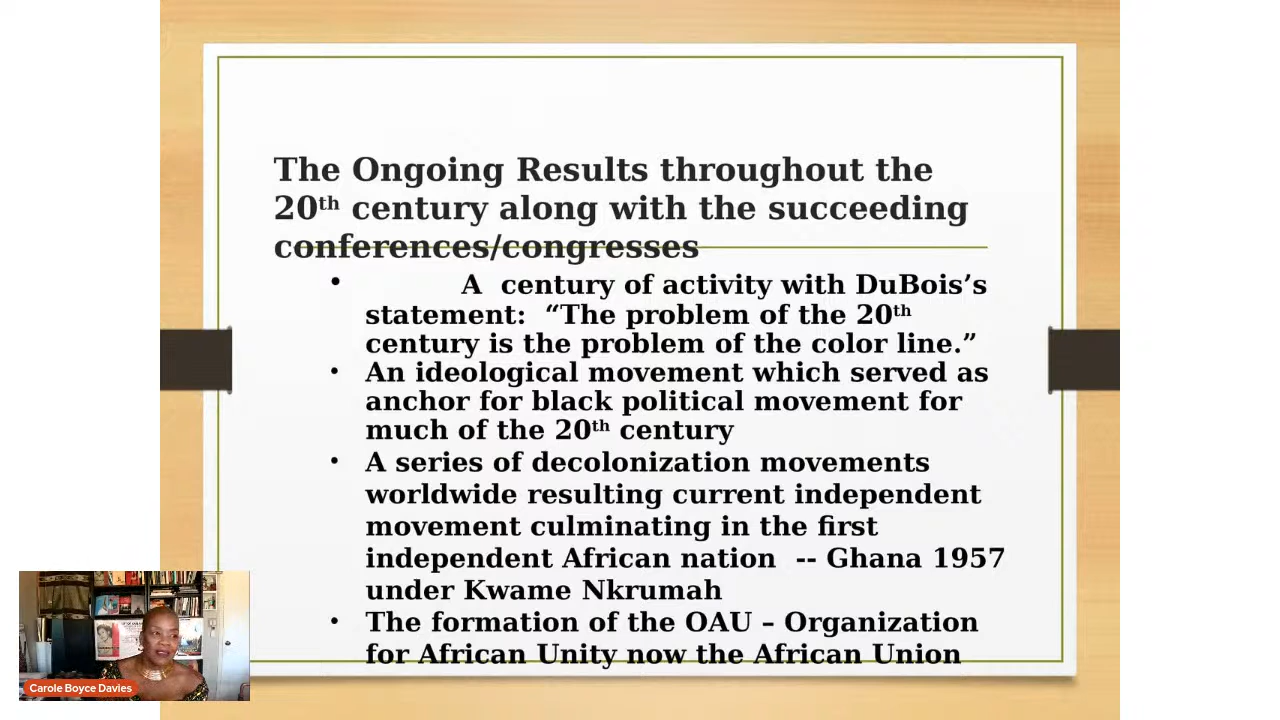 The Ongoing Results throughout the
20th century along with the succeeding
conferences/congresses
• A century of activity with DuBois’s
statement: “The problem of the 20th
century is the problem of the color line.”
• An ideological movement which served as
anchor for black political movement for
much of the 20th century
• A series of decolonization movements
worldwide resulting current independent
movement culminating in the first
independent African nation -- Ghana 1957
under Kwame Nkrumah
• The formation of the OAU – Organization
for African Unity now the African Union
Carole Boyce Davies